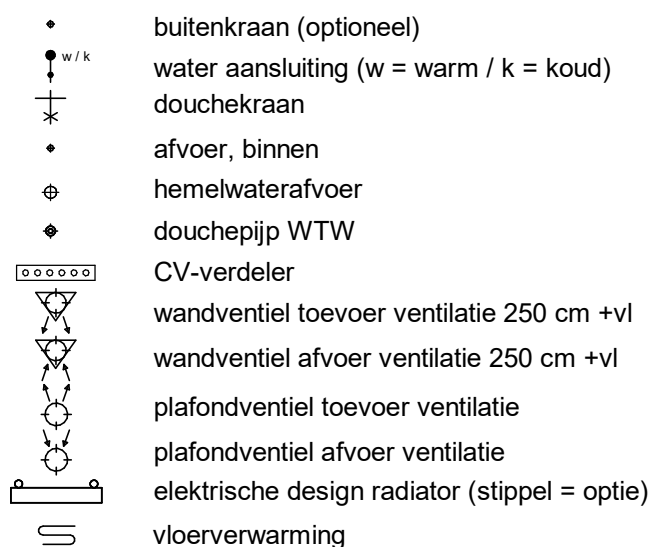 buitenkraan (optioneel)
w / k
water aansluiting (w = warm / k = koud)
douchekraan
afvoer, binnen
hemelwaterafvoer
douchepijp WTW
CV-verdeler
wandventiel toevoer ventilatie 250 cm +vl
wandventiel afvoer ventilatie 250 cm +vl
plafondventiel toevoer ventilatie
plafondventiel afvoer ventilatie
elektrische design radiator (stippel = optie)
vloerverwarming